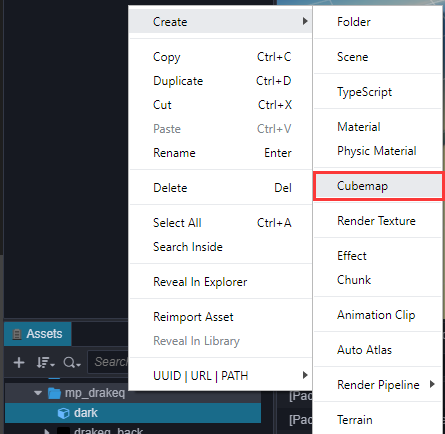 Create
Copy Ctrl+C
Duplicate Ctrl+D
Cut Ctrl+X
Paste Ctrl+V
Rename Enter
Delete Del
Select All Ctrl+A
Search Inside
Reveal In Explorer
Reimport Asset
Reveal In Library
UUID | URL | PATH
Folder
Scene
TypeScript
Material
Physic Material
Cubemap
Render Texture
Effect
Chunk
Animation Clip
Auto Atlas
Render Pipeline
Terrain
Assets
Search
mp_drakeq
dark
drakeq_back
[Pac
[Pac